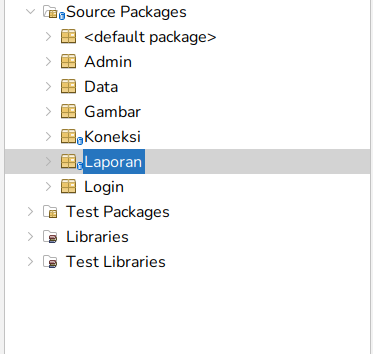 Source Packages
<default package>
Admin
Data
Gambar
Koneksi
Laporan
Login
Test Packages
Libraries
Test Libraries